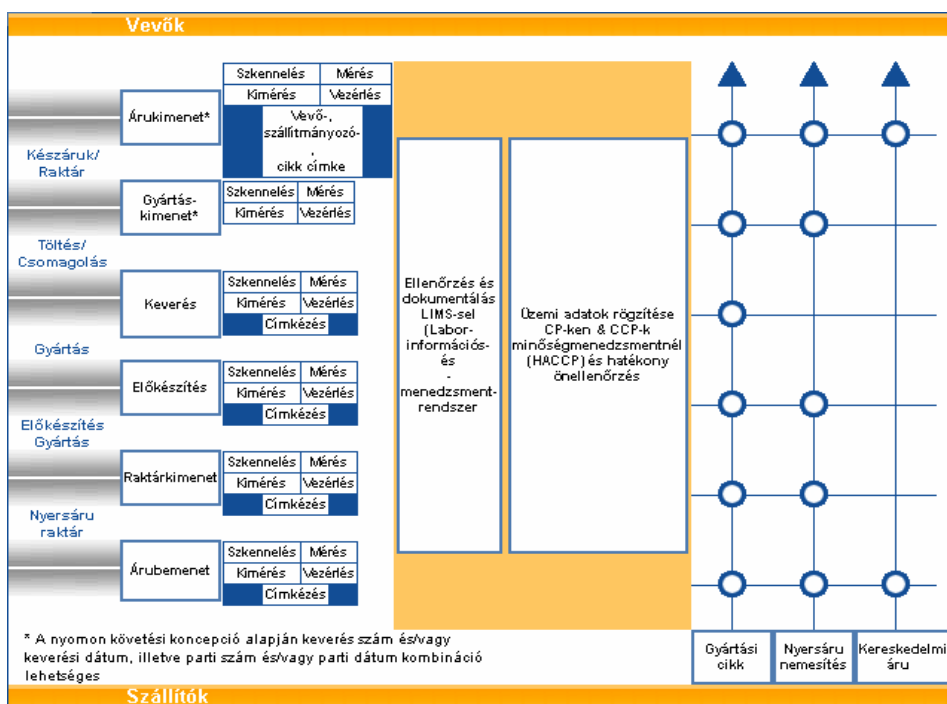 Vevők
Szkennelés Mérés
Kimérés Vezérlés
Árukimenet*
Vevő-,
szállítmányozó-
,
cikk címke
Készáruk/
Raktár
Gyártás-
kimenet*
Szkennelés Mérés
Kimérés Vezérlés
Töltés/
Csomagolás
Keverés
Szkennelés Mérés
Kimérés Vezérlés
Címkézés
Gyártás
Előkészítés
Szkennelés Mérés
Kimérés Vezérlés
Címkézés
Előkészítés
Gyártás
Raktárkimenet
Szkennelés Mérés
Kimérés Vezérlés
Címkézés
Nyersáru
raktár
Árubemenet
Szkennelés Mérés
Kimérés Vezérlés
Címkézés
Ellenőrzés és
dokumentálás
LIMS-sel
(Labor-
információs-
és
-
menedzsment-
rendszer
Üzemi adatok rögzítése
CP-ken & CCP-k
minőségmenedzsmentnél
(HACCP) és hatékony
önellenőrzés
* A nyomon követési koncepció alapján keverés szám és/vagy
keverési dátum, illetve parti szám és/vagy parti dátum kombináció
lehetséges
Gyártási
cikk
Nyersáru
nemesítés
Kereskedelmi
áru
Szállítók